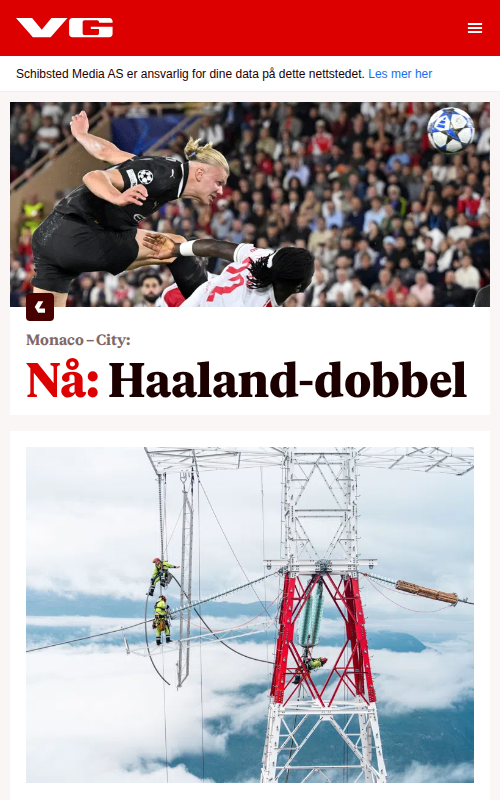 VG
Schibsted Media AS er ansvarlig for dine data på dette nettstedet. Les mer her
Monaco – City:
Nå: Haaland-dobbel